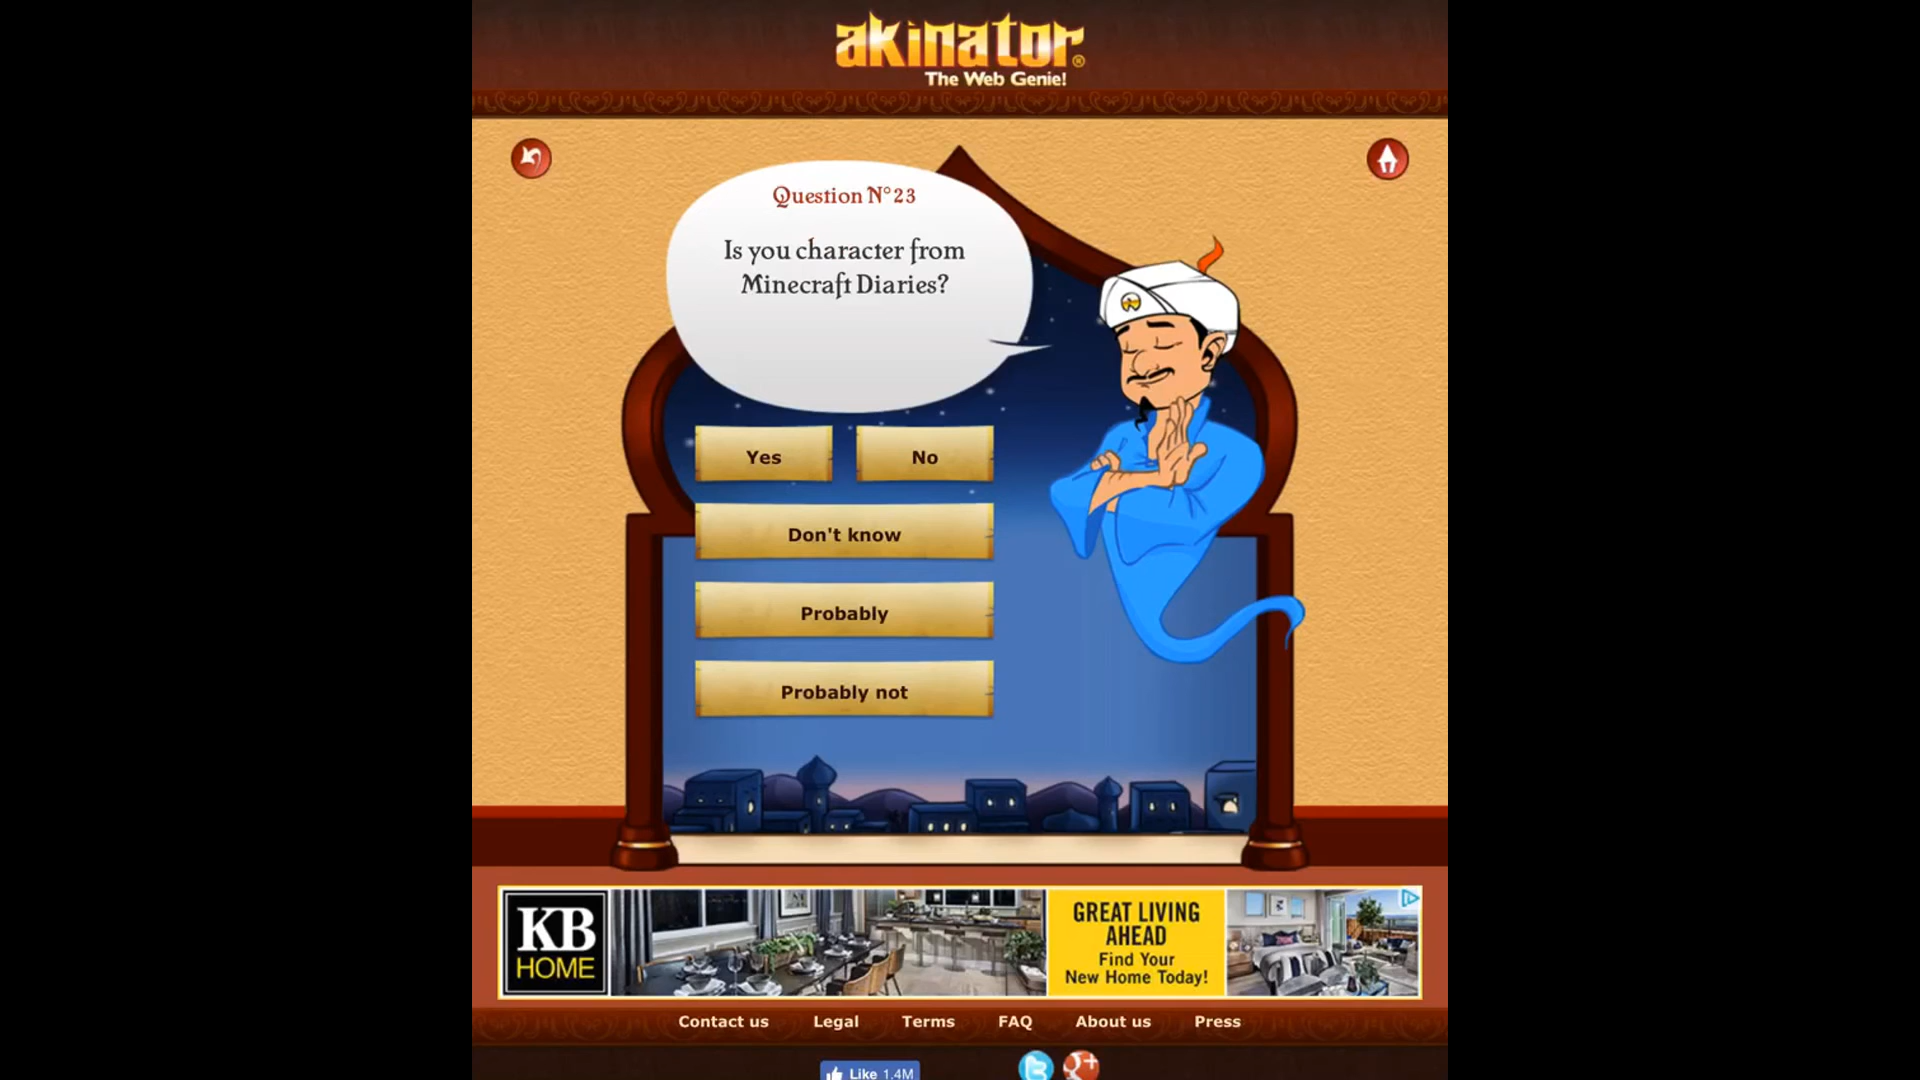 akinator®
The Web Genie!
Question N°23
Is you character from
Minecraft Diaries?
Yes
No
Don't know
Probably
Probably not
KB
HOME
GREAT LIVING
AHEAD
Find Your
New Home Today!
Contact us
Legal
Terms
FAQ
About us
Press
Like 1.4M
g+